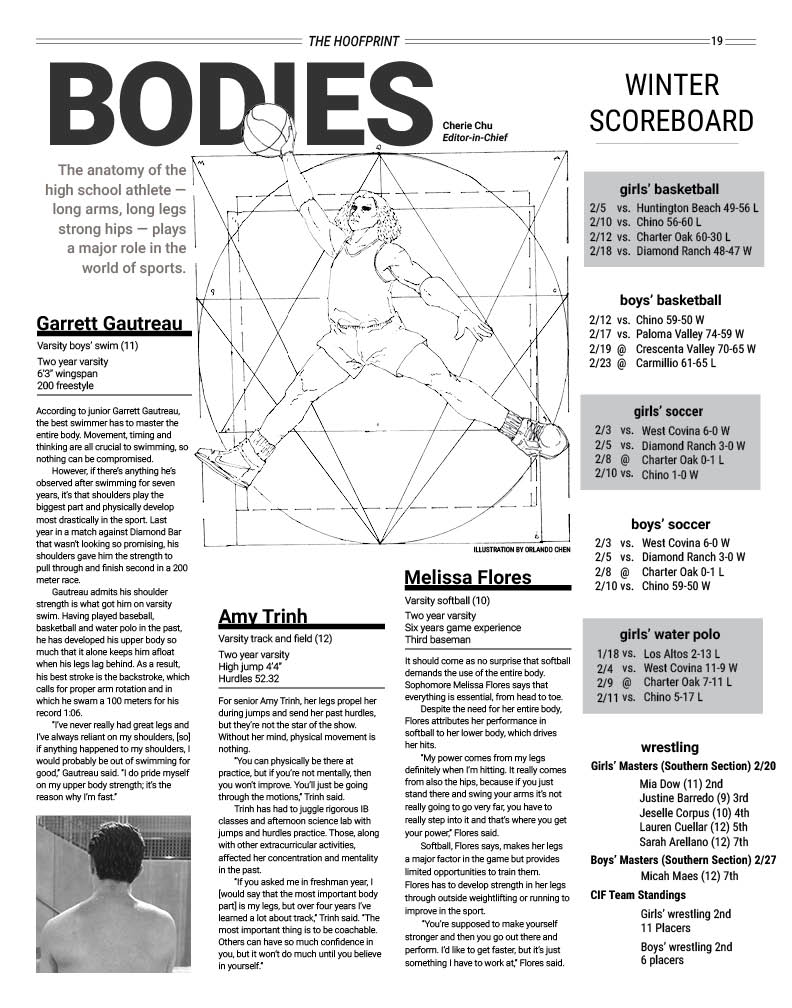 THE HOOFPRINT
19
BODIES
Cherie Chu
Editor-in-Chief
The anatomy of the
high school athlete —
long arms, long legs
strong hips — plays
a major role in the
world of sports.
ILLUSTRATION BY ORLANDO CHEN
Garrett Gautreau
Varsity boys' swim (11)
Two year varsity
6'3" wingspan
200 freestyle
According to junior Garrett Gautreau,
the best swimmer has to master the
entire body. Movement, timing and
thinking are all crucial to swimming, so
nothing can be compromised.
However, if there's anything he's
observed after swimming for seven
years, it's that shoulders play the
biggest part and physically develop
most drastically in the sport. Last
year in a match against Diamond Bar
that wasn't looking so promising, his
shoulders gave him the strength to
pull through and finish second in a 200
meter race.
Gautreau admits his shoulder
strength is what got him on varsity
swim. Having played baseball,
basketball and water polo in the past,
he has developed his upper body so
much that it alone keeps him afloat
when his legs lag behind. As a result,
his best stroke is the backstroke, which
calls for proper arm rotation and in
which he swam a 100 meters for his
record 1:06.
"I've never really had great legs and
I've always reliant on my shoulders, [so]
if anything happened to my shoulders, I
would probably be out of swimming for
good," Gautreau said. "I do pride myself
on my upper body strength; it's the
reason why I'm fast."
Amy Trinh
Varsity track and field (12)
Two year varsity
High jump 4'4"
Hurdles 52.32
For senior Amy Trinh, her legs propel her
during jumps and send her past hurdles,
but they're not the star of the show.
Without her mind, physical movement is
nothing.
"You can physically be there at
practice, but if you're not mentally, then
you won't improve. You'll just be going
through the motions," Trinh said.
Trinh has had to juggle rigorous IB
classes and afternoon science lab with
jumps and hurdles practice. Those, along
with other extracurricular activities,
affected her concentration and mentality
in the past.
"If you asked me in freshman year, I
[would say that the most important body
part] is my legs, but over four years I've
learned a lot about track," Trinh said. "The
most important thing is to be coachable.
Others can have so much confidence in
you, but it won't do much until you believe
in yourself."
Melissa Flores
Varsity softball (10)
Two year varsity
Six years game experience
Third baseman
It should come as no surprise that softball
demands the use of the entire body.
Sophomore Melissa Flores says that
everything is essential, from head to toe.
Despite the need for her entire body,
Flores attributes her performance in
softball to her lower body, which drives
her hits.
"My power comes from my legs
definitely when I'm hitting. It really comes
from also the hips, because if you just
stand there and swing your arms it's not
really going to go very far, you have to
really step into it and that's where you get
your power," Flores said.
Softball, Flores says, makes her legs
a major factor in the game but provides
limited opportunities to train them.
Flores has to develop strength in her legs
through outside weightlifting or running to
improve in the sport.
"You're supposed to make yourself
stronger and then you go out there and
perform. I'd like to get faster, but it's just
something I have to work at," Flores said.
WINTER
SCOREBOARD
girls' basketball
2/5 vs. Huntington Beach 49-56 L
2/10 vs. Chino 56-60 L
2/12 vs. Charter Oak 60-30 L
2/18 vs. Diamond Ranch 48-47 W
boys' basketball
2/12 vs. Chino 59-50 W
2/17 vs. Paloma Valley 74-59 W
2/19 @ Crescenta Valley 70-65 W
2/23 @ Carmillio 61-65 L
girls' soccer
2/3 vs. West Covina 6-0 W
2/5 vs. Diamond Ranch 3-0 W
2/8 @ Charter Oak 0-1 L
2/10 vs. Chino 1-0 W
boys' soccer
2/3 vs. West Covina 6-0 W
2/5 vs. Diamond Ranch 3-0 W
2/8 @ Charter Oak 0-1 L
2/10 vs. Chino 59-50 W
girls' water polo
1/18 vs. Los Altos 2-13 L
2/4 vs. West Covina 11-9 W
2/9 @ Charter Oak 7-11 L
2/11 vs. Chino 5-17 L
wrestling
Girls' Masters (Southern Section) 2/20
Mia Dow (11) 2nd
Justine Barredo (9) 3rd
Jeselle Corpus (10) 4th
Lauren Cuellar (12) 5th
Sarah Arellano (12) 7th
Boys' Masters (Southern Section) 2/27
Micah Maes (12) 7th
CIF Team Standings
Girls' wrestling 2nd
11 Placers
Boys' wrestling 2nd
6 placers